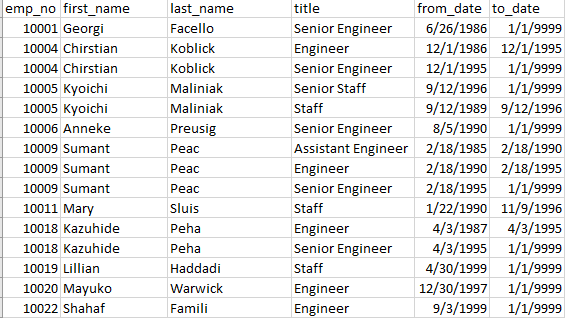 emp_no first_name last_name title from_date to_date
10001 Georgi Facello Senior Engineer 6/26/1986 1/1/9999
10004 Chirstian Koblick Engineer 12/1/1986 12/1/1995
10004 Chirstian Koblick Senior Engineer 12/1/1995 1/1/9999
10005 Kyoichi Maliniak Senior Staff 9/12/1996 1/1/9999
10005 Kyoichi Maliniak Staff 9/12/1989 9/12/1996
10006 Anneke Preusig Senior Engineer 8/5/1990 1/1/9999
10009 Sumant Peac Assistant Engineer 2/18/1985 2/18/1990
10009 Sumant Peac Engineer 2/18/1990 2/18/1995
10009 Sumant Peac Senior Engineer 2/18/1995 1/1/9999
10011 Mary Sluis Staff 1/22/1990 11/9/1996
10018 Kazuhide Peha Engineer 4/3/1987 4/3/1995
10018 Kazuhide Peha Senior Engineer 4/3/1995 1/1/9999
10019 Lillian Haddadi Staff 4/30/1999 1/1/9999
10020 Mayuko Warwick Engineer 12/30/1997 1/1/9999
10022 Shahaf Famili Engineer 9/3/1999 1/1/9999